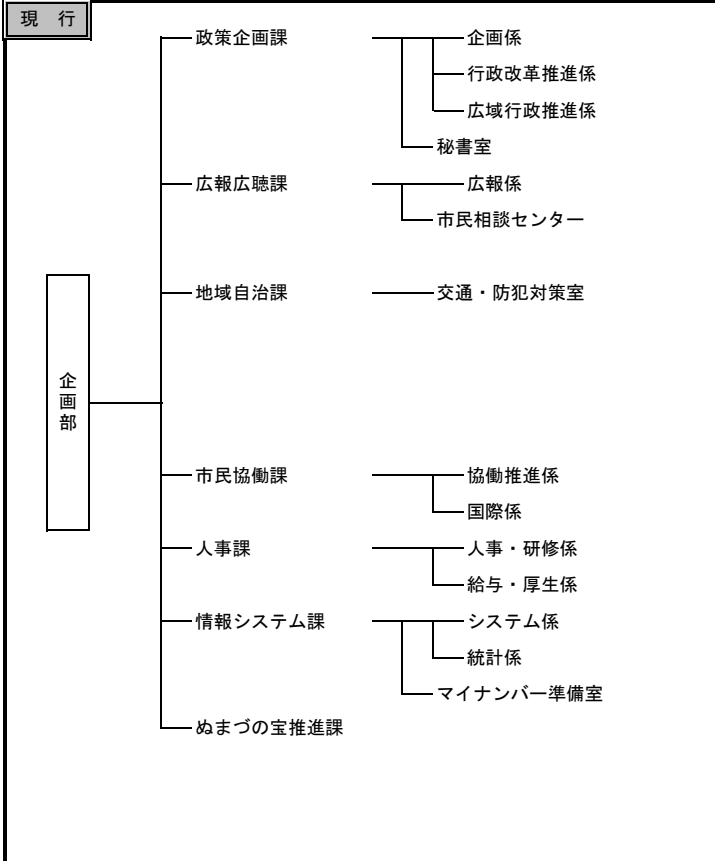 現　行
政策企画課　企画係
行政改革推進係
広域行政推進係
秘書室
広報広聴課　広報係
市民相談センター
地域自治課　交通・防犯対策室
企画部
市民協働課　協働推進係
国際係
人事課　人事・研修係
給与・厚生係
情報システム課　システム係
統計係
マイナンバー準備室
ぬまづの宝推進課